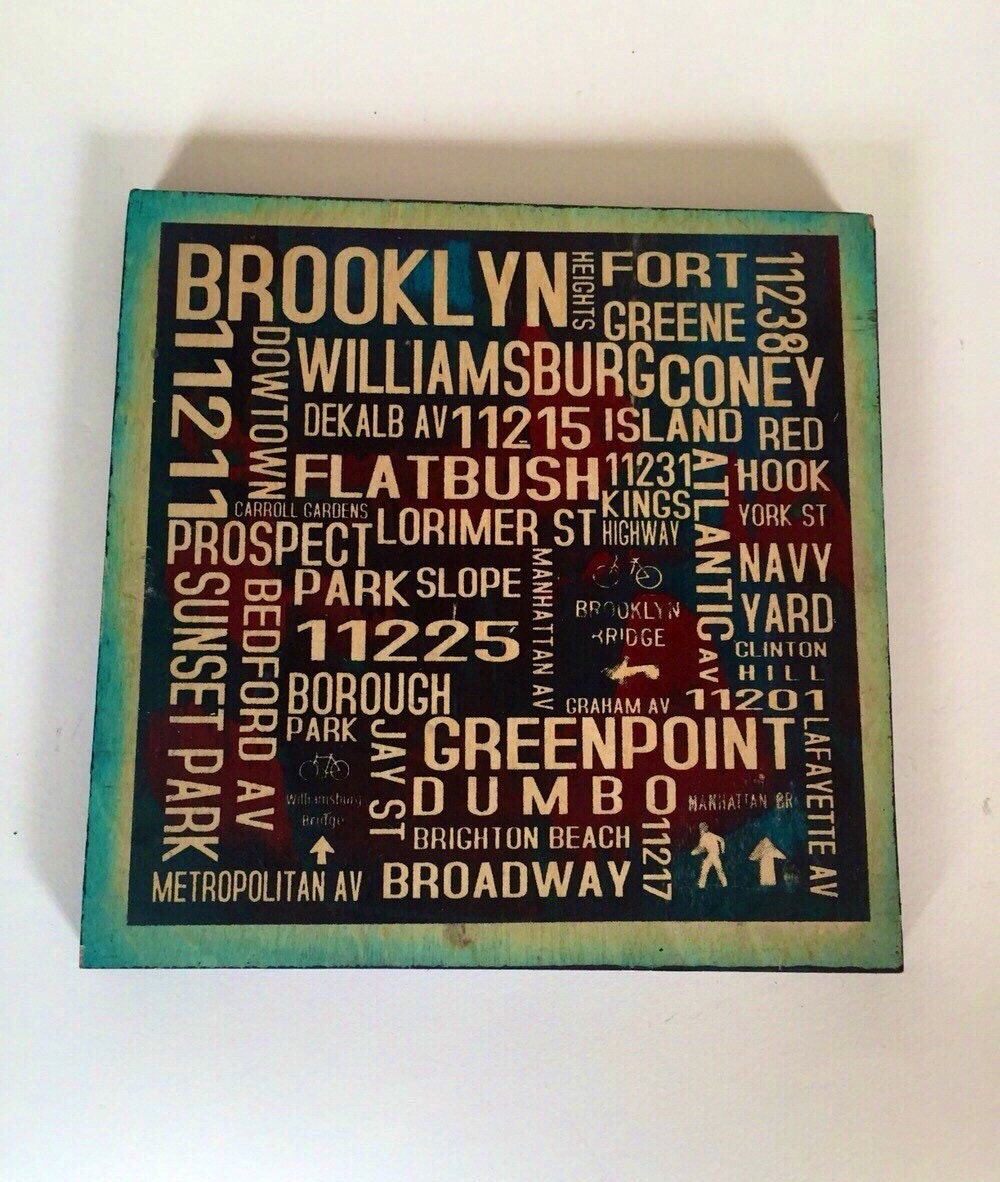 BROOKLYN
HEIGHTS
FORT
GREENE
11238
11211
DOWTOWN
WILLIAMSBURG
CONEY
ISLAND
DEKALB AV
11215
RED
HOOK
FLATBUSH
11231
ATLANTIC AV
CARROLL GARDENS
LORIMER ST
KINGS
HIGHWAY
YORK ST
PROSPECT
PARK SLOPE
NAVY
YARD
SUNSET PARK
BEDFORD AV
MANHATTAN AV
BROOKLYN
BRIDGE
11225
CLINTON
HILL
BOROUGH
PARK
GRAHAM AV
11201
JAY ST
GREENPOINT
LAFAYETTE AV
Williamsburg
Bridge
DUMBO
MANHATTAN BR
BRIGHTON BEACH
11217
METROPOLITAN AV
BROADWAY